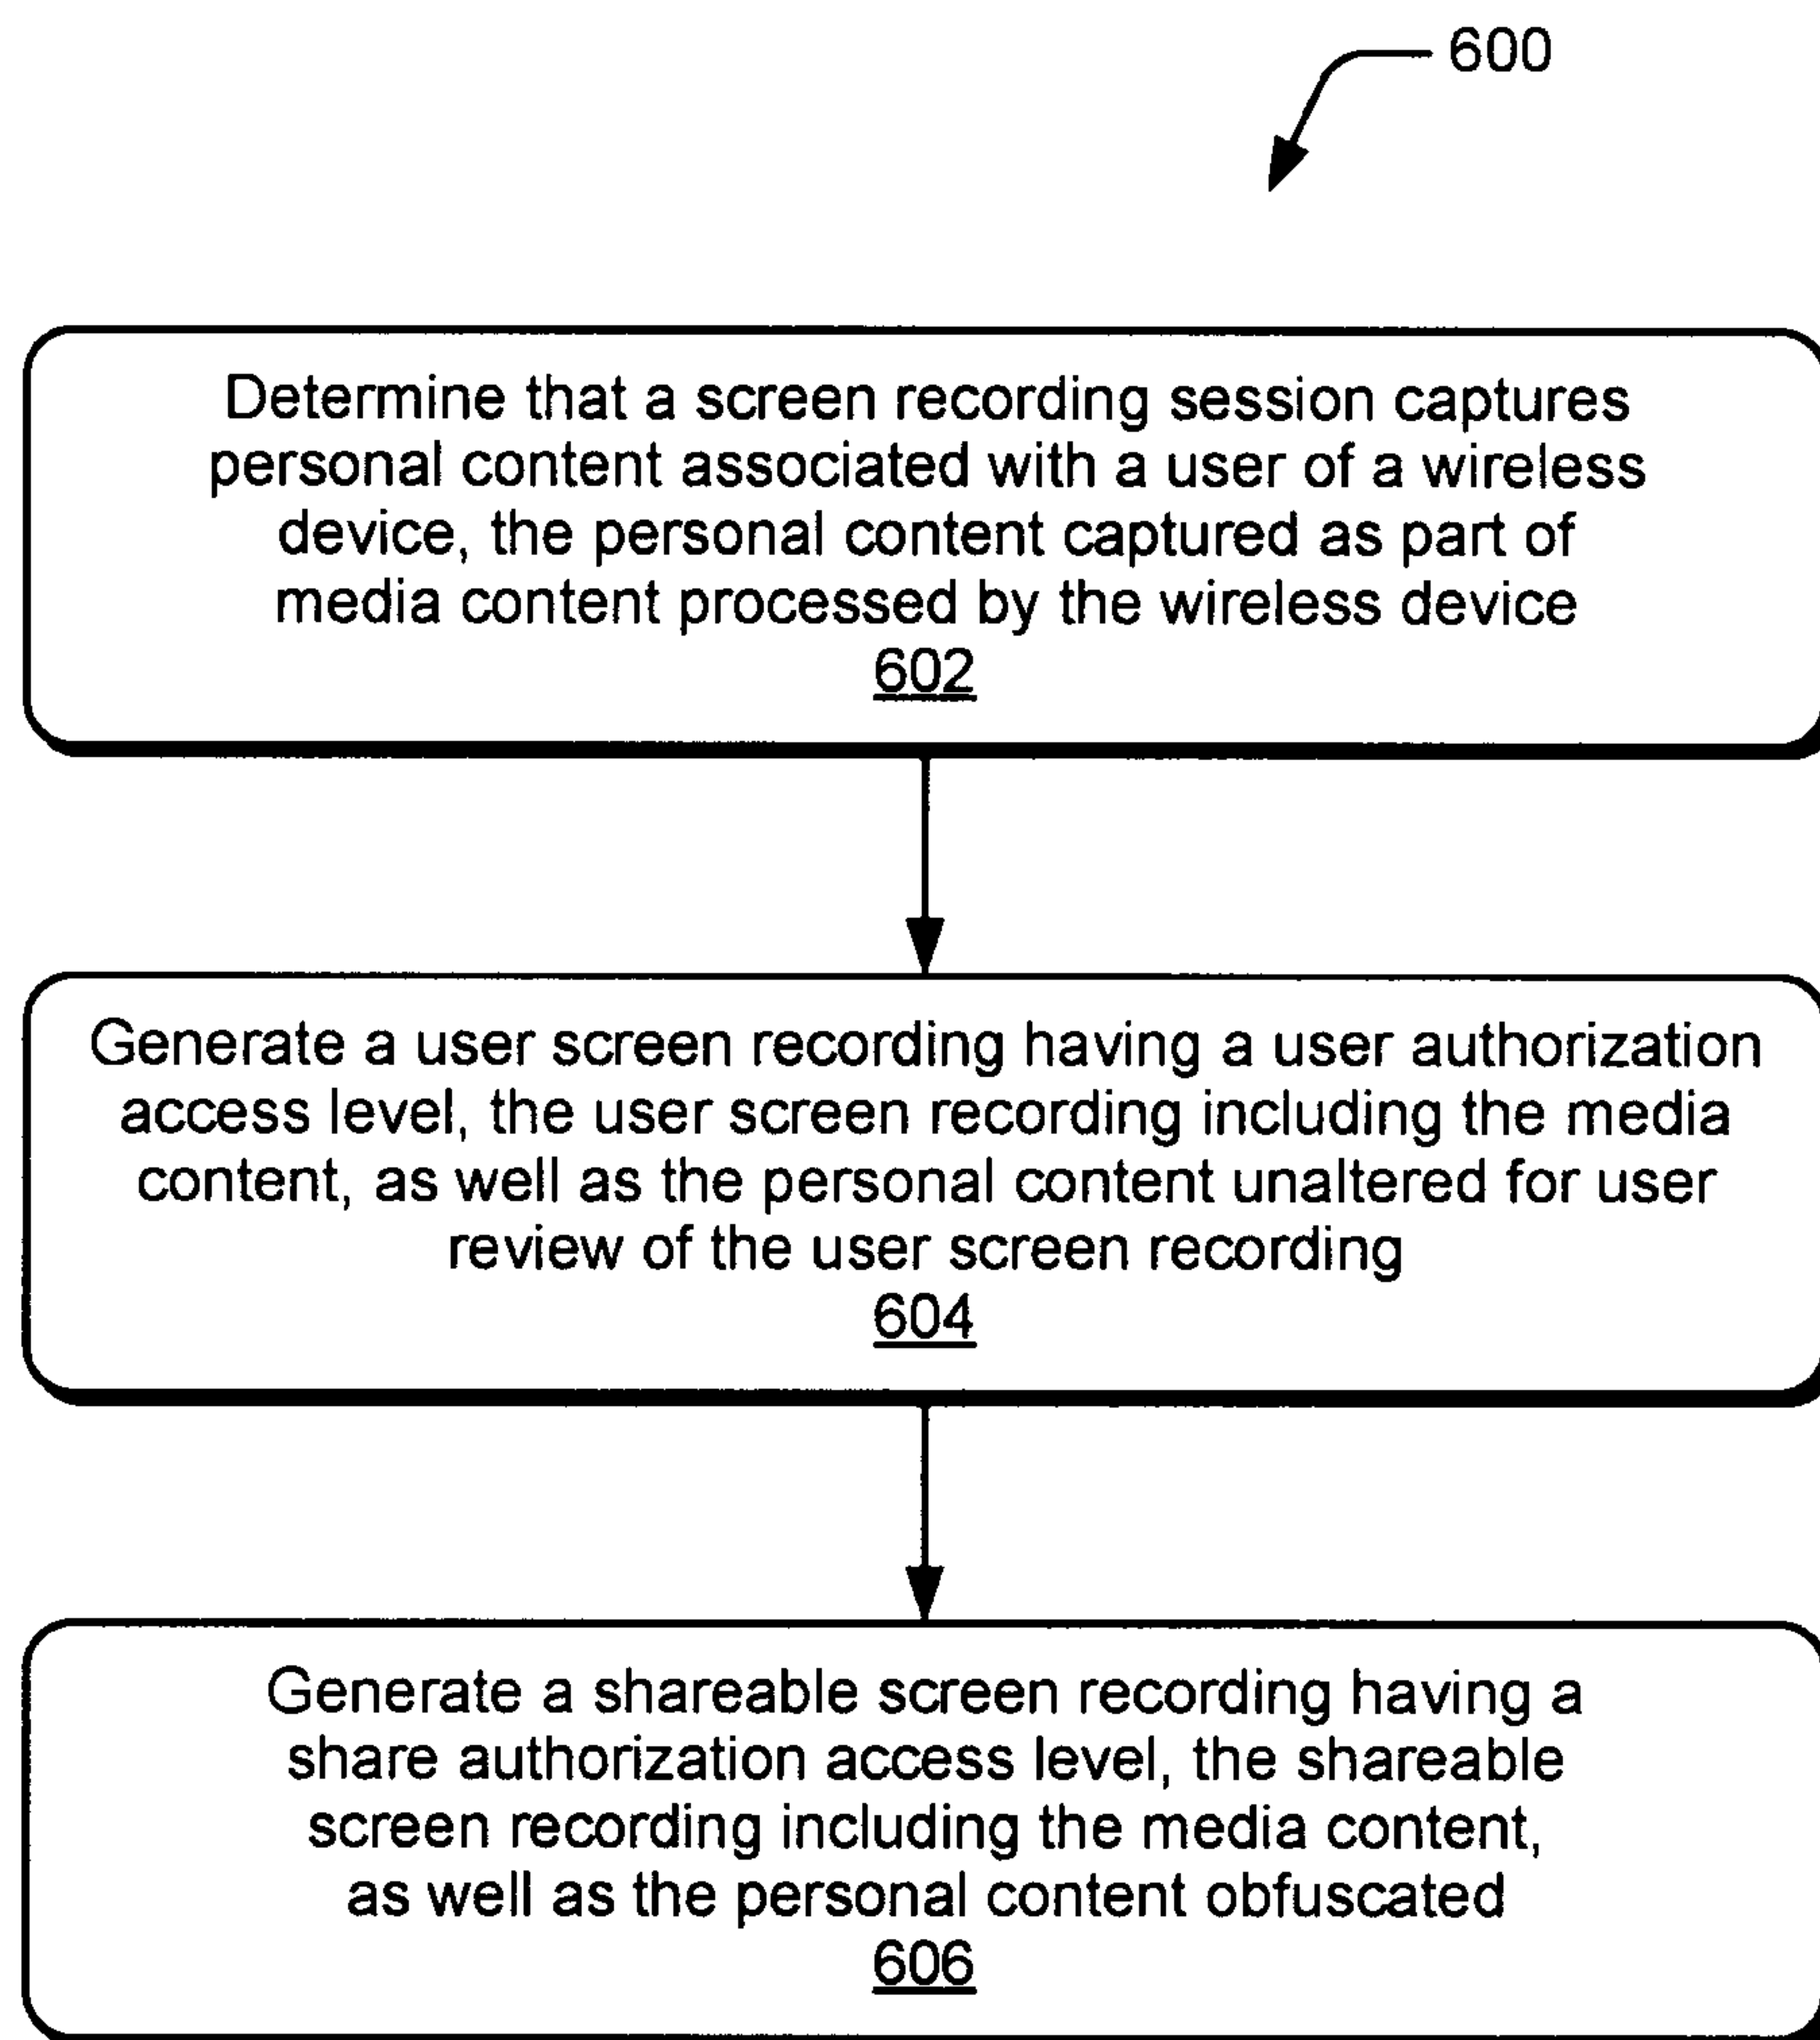 600
Determine that a screen recording session captures
personal content associated with a user of a wireless
device, the personal content captured as part of
media content processed by the wireless device
602
Generate a user screen recording having a user authorization
access level, the user screen recording including the media
content, as well as the personal content unaltered for user
review of the user screen recording
604
Generate a shareable screen recording having a
share authorization access level, the shareable
screen recording including the media content,
as well as the personal content obfuscated
606